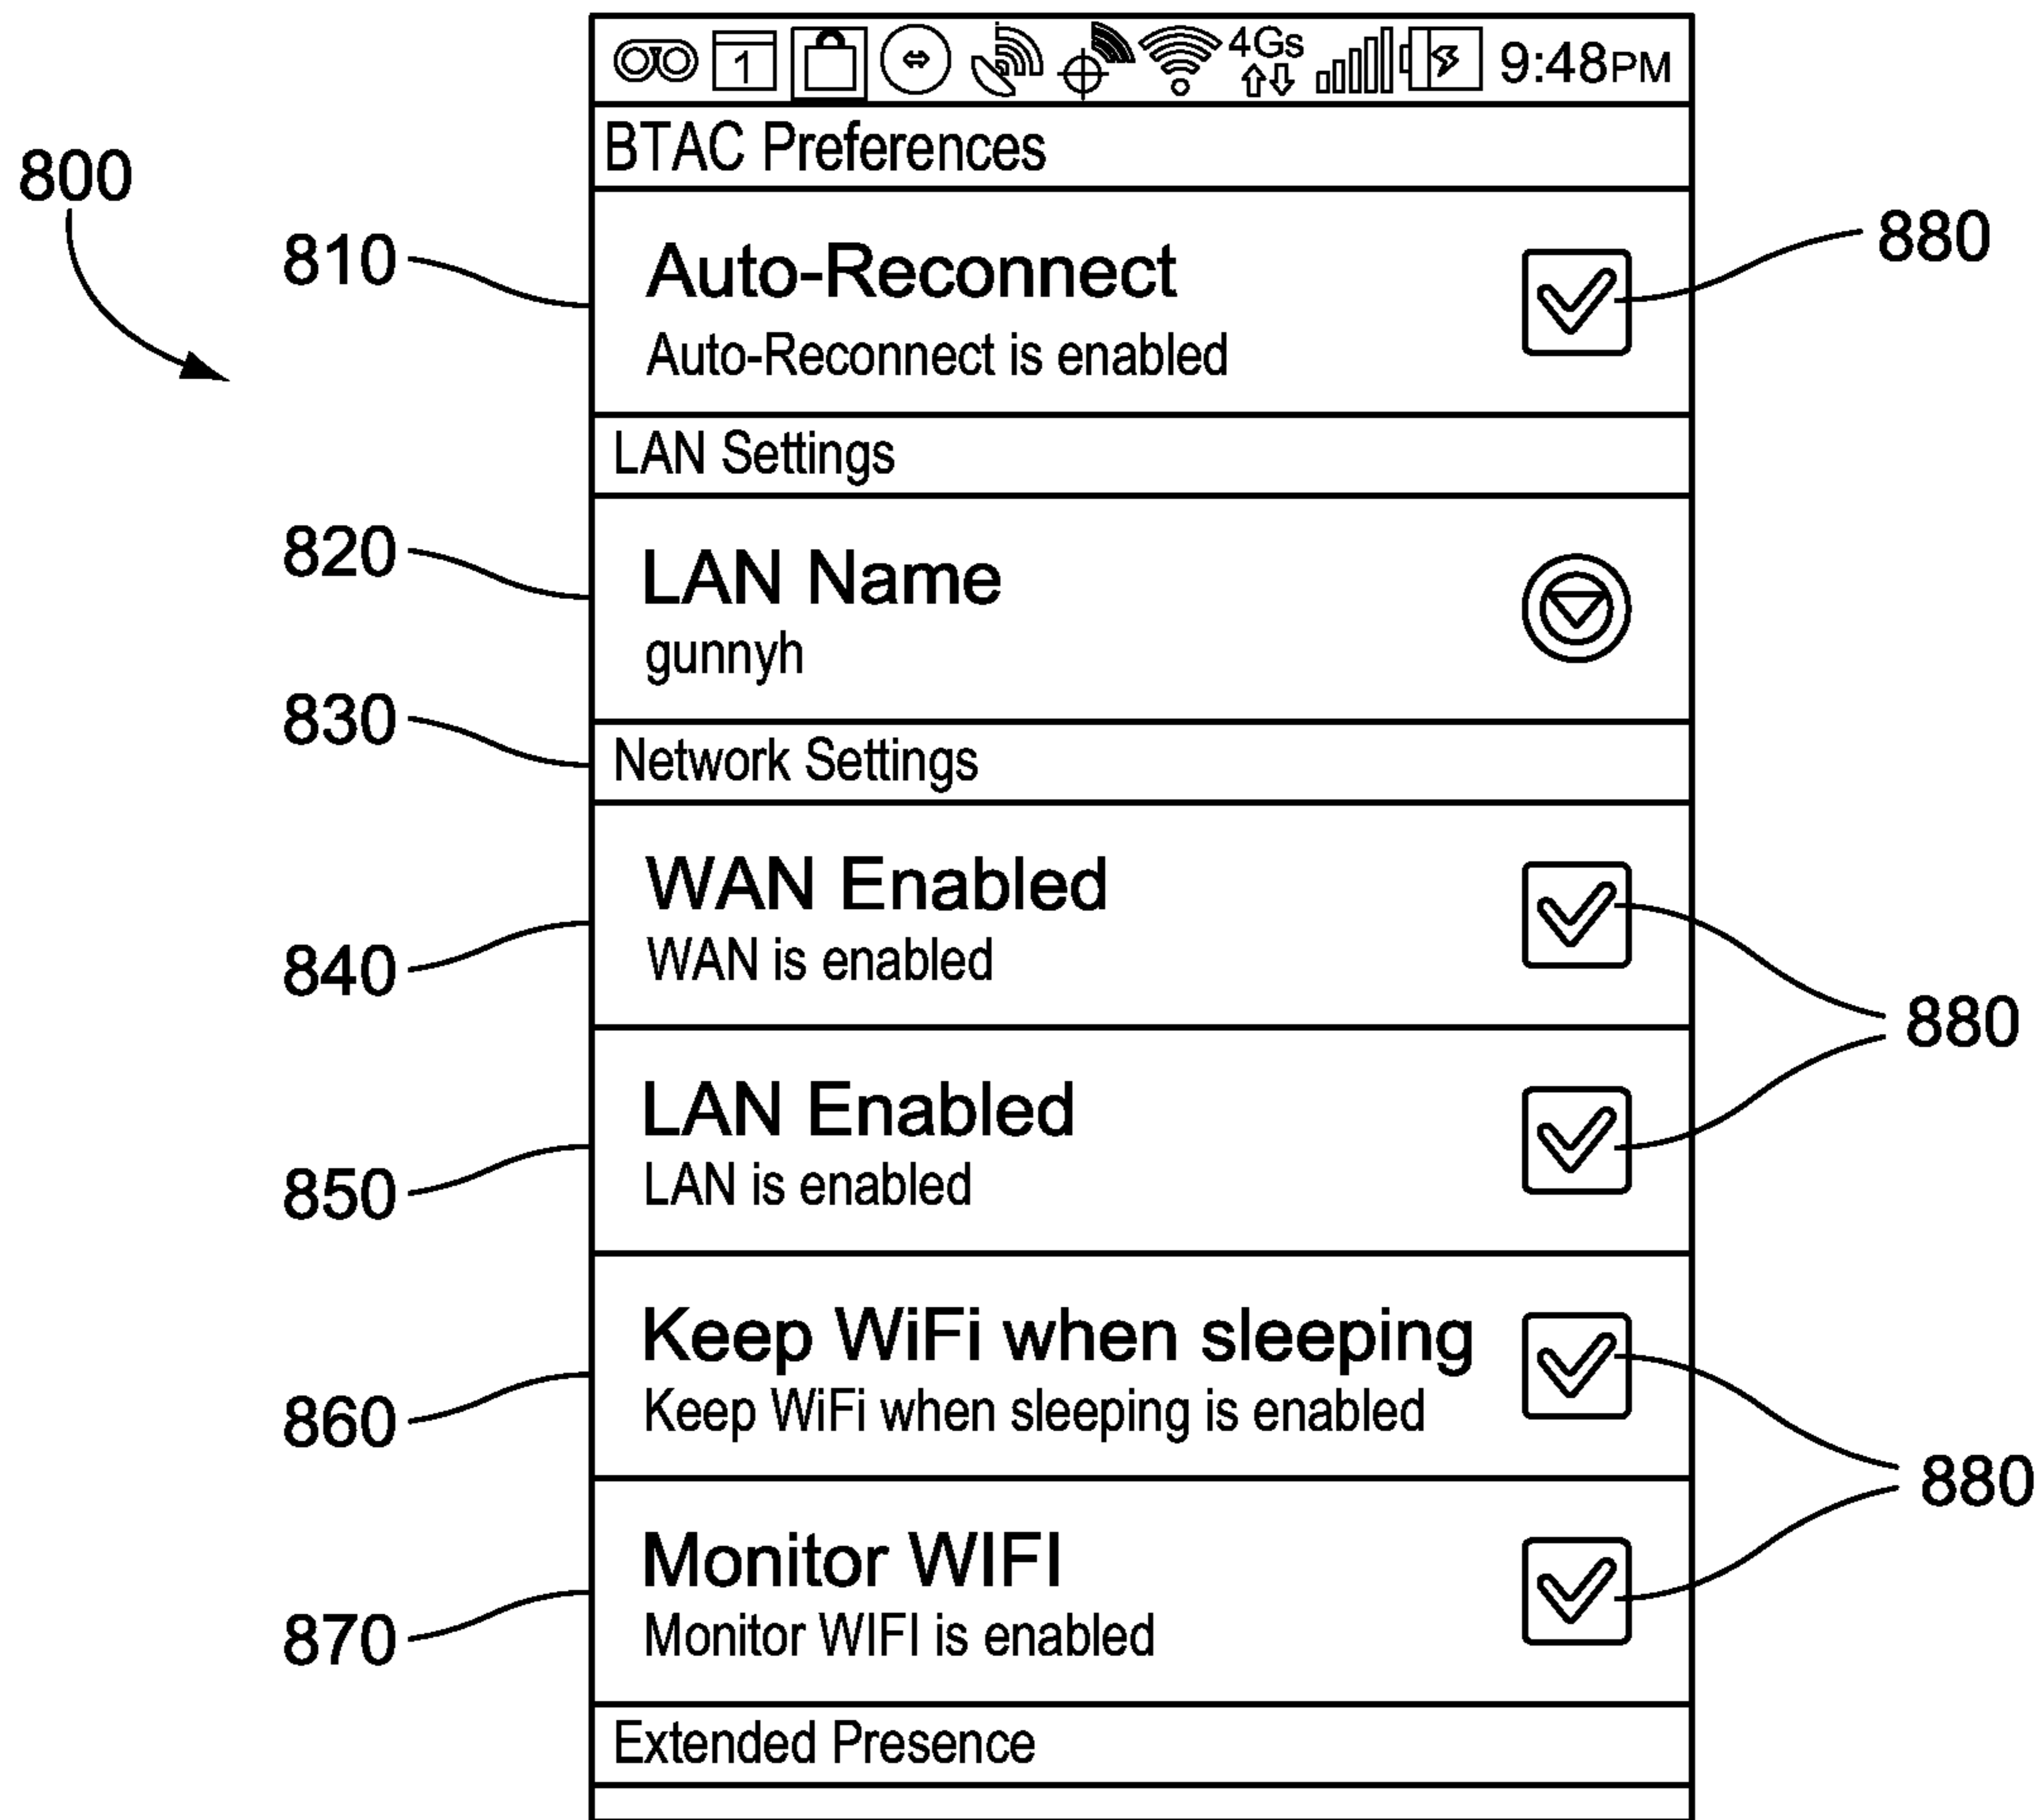 1
4Gs
9:48PM
BTAC Preferences
800
810
Auto-Reconnect
880
Auto-Reconnect is enabled
LAN Settings
820
LAN Name
gunnyh
830
Network Settings
WAN Enabled
840
WAN is enabled
880
LAN Enabled
850
LAN is enabled
Keep WiFi when sleeping
860
Keep WiFi when sleeping is enabled
880
Monitor WIFI
870
Monitor WIFI is enabled
Extended Presence